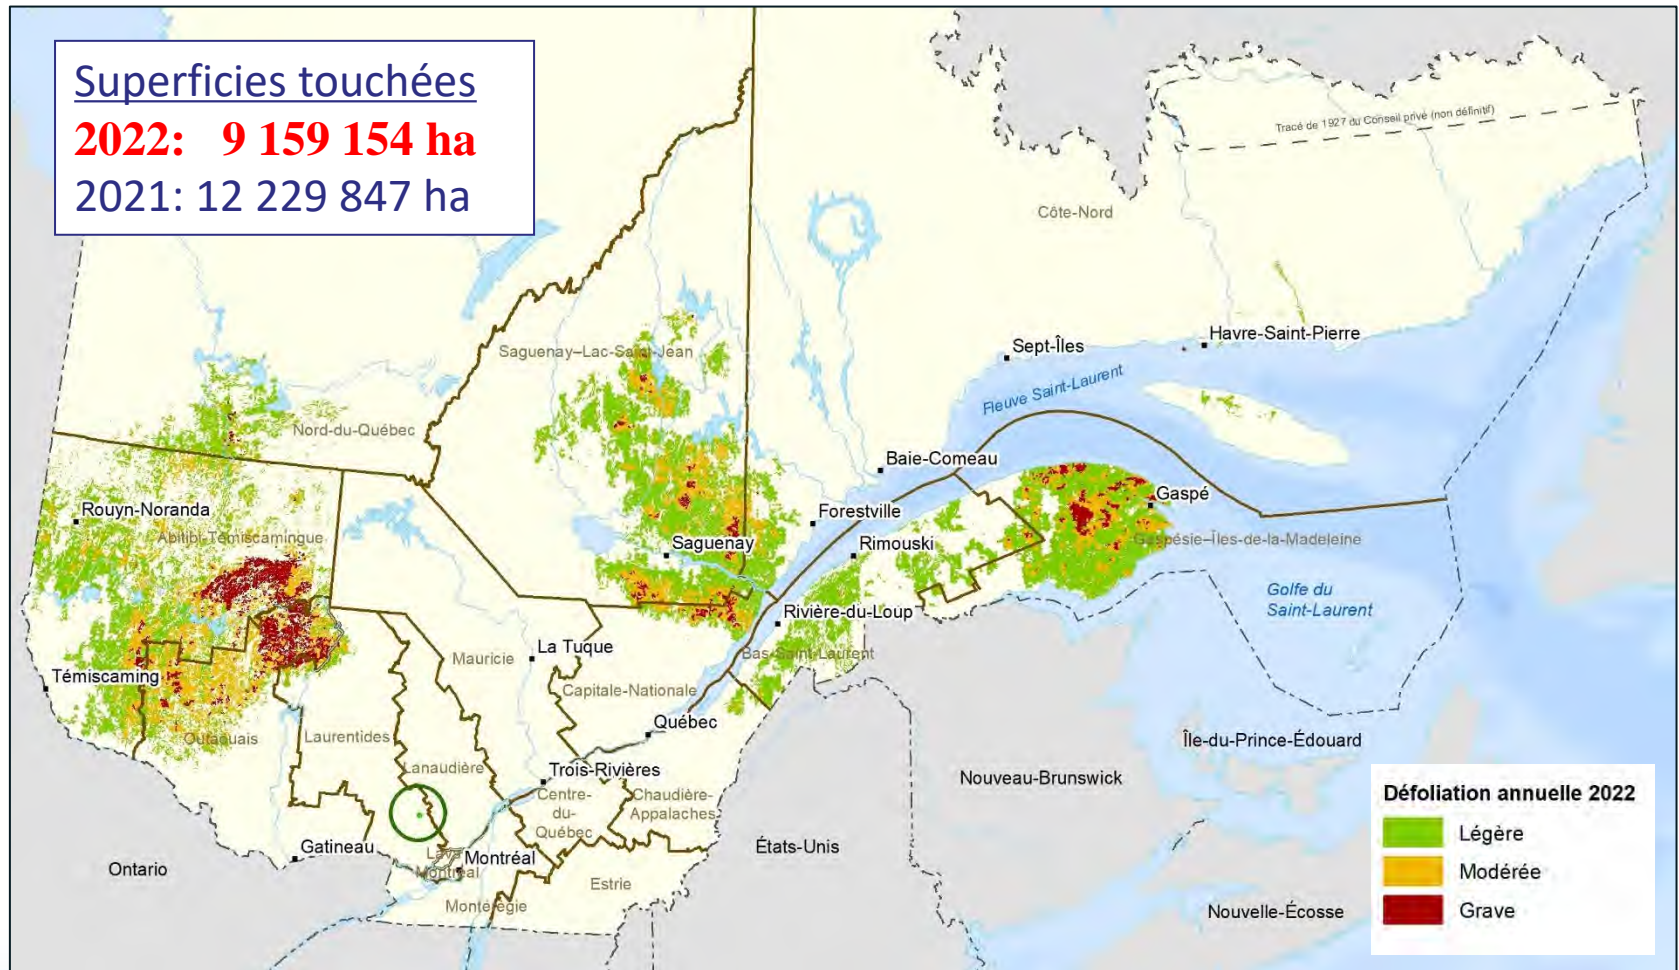 Superficies touchées
2022: 9 159 154 ha
2021: 12 229 847 ha
Tracé de 1927 du Conseil privé (non définitif)
Côte-Nord
Havre-Saint-Pierre
Sept-Îles
Saguenay–Lac-Saint-Jean
Fleuve Saint-Laurent
Nord-du-Québec
Baie-Comeau
Gaspé
Rouyn-Noranda
Forestville
Abitibi-Témiscamingue
Gaspésie–Îles-de-la-Madeleine
Saguenay
Rimouski
Golfe du
Saint-Laurent
Rivière-du-Loup
La Tuque
Mauricie
Bas-Saint-Laurent
Témiscaming
Capitale-Nationale
Québec
Outaouais
Laurentides
Île-du-Prince-Édouard
Lanaudière
Trois-Rivières
Nouveau-Brunswick
Centre-
du-
Québec
Chaudière-
Appalaches
Gatineau
Laval
Montréal
Montréal
États-Unis
Ontario
Estrie
Montérégie
Nouvelle-Écosse
Défoliation annuelle 2022
Légère
Modérée
Grave